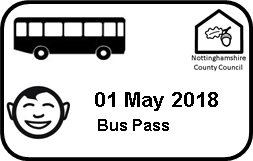 Nottinghamshire
County Council
01 May 2018
Bus Pass